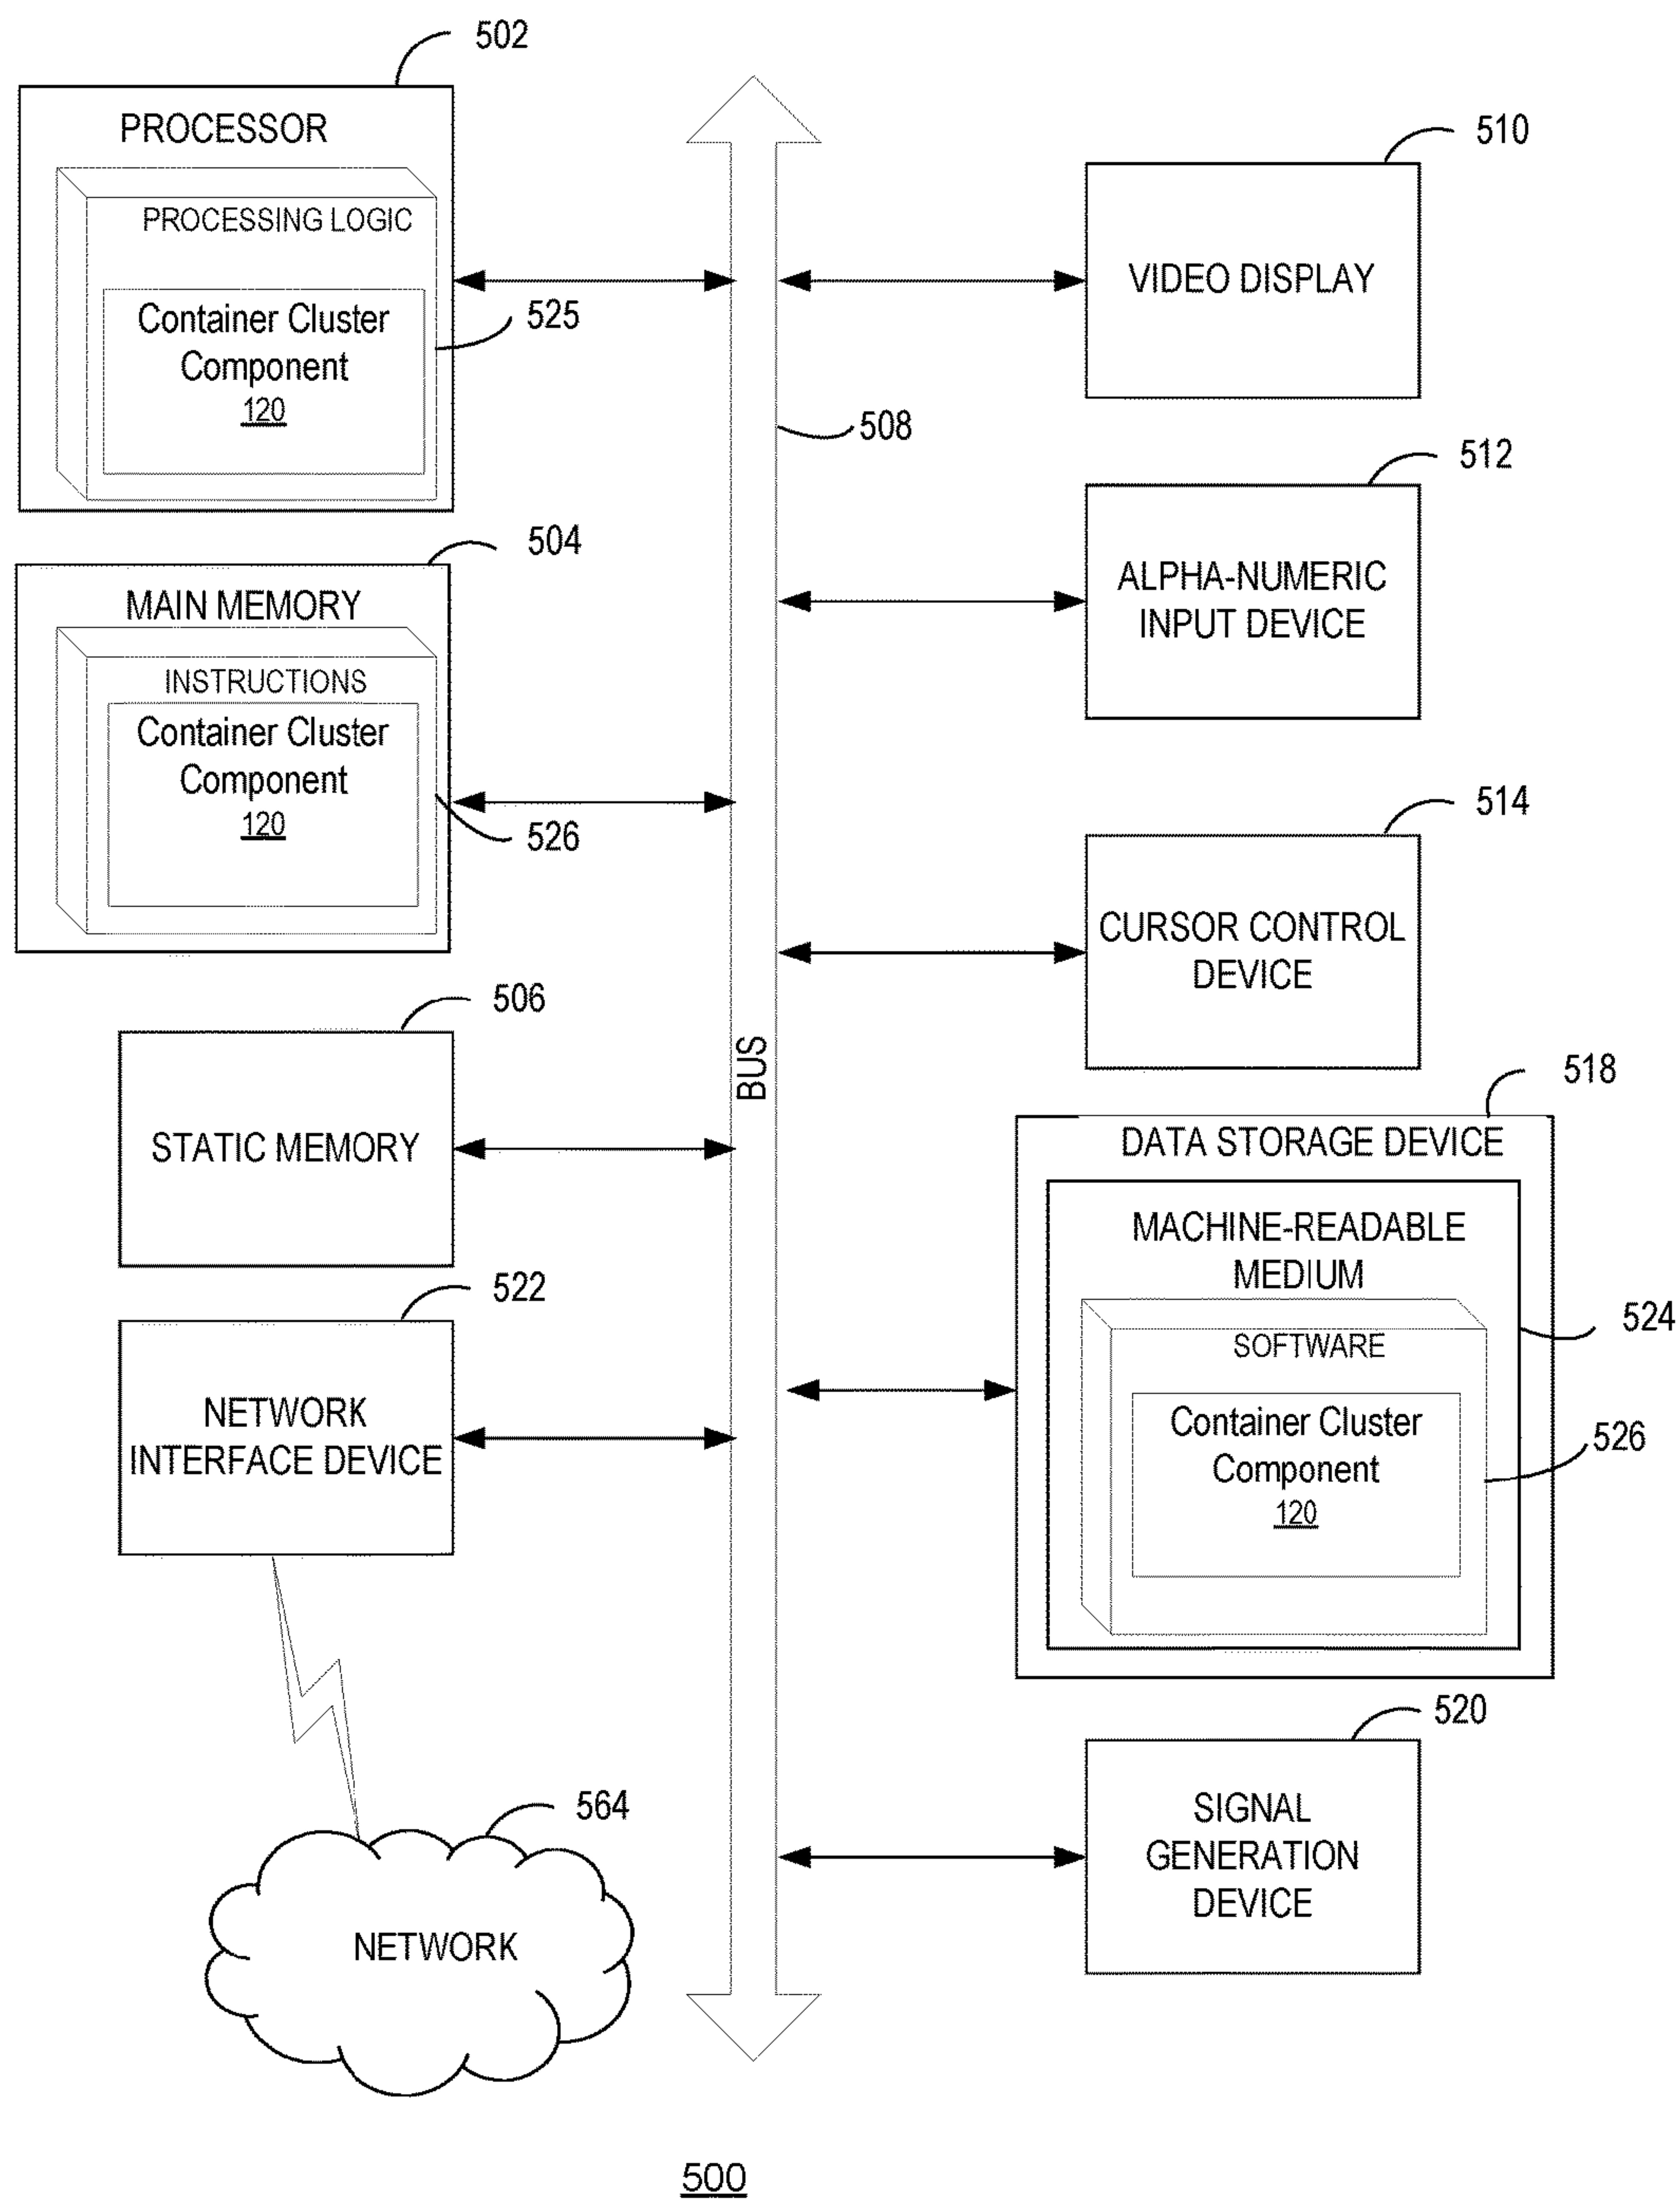 502
PROCESSOR
PROCESSING LOGIC
Container Cluster
Component
120
525
504
MAIN MEMORY
INSTRUCTIONS
Container Cluster
Component
120
526
506
STATIC MEMORY
522
NETWORK
INTERFACE DEVICE
564
NETWORK
BUS
508
510
VIDEO DISPLAY
512
ALPHA-NUMERIC
INPUT DEVICE
514
CURSOR CONTROL
DEVICE
518
DATA STORAGE DEVICE
MACHINE-READABLE
MEDIUM
524
SOFTWARE
Container Cluster
Component
120
526
520
SIGNAL
GENERATION
DEVICE
500